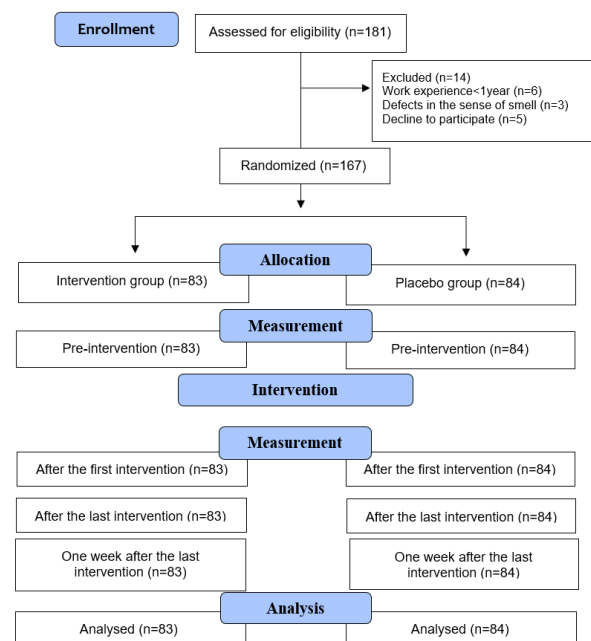 Enrollment
Assessed for eligibility (n=181)
Excluded (n=14)
Work experience<1year (n=6)
Defects in the sense of smell (n=3)
Decline to participate (n=5)
Randomized (n=167)
Allocation
Intervention group (n=83)
Placebo group (n=84)
Measurement
Pre-intervention (n=83)
Pre-intervention (n=84)
Intervention
Measurement
After the first intervention (n=83)
After the first intervention (n=84)
After the last intervention (n=83)
After the last intervention (n=84)
One week after the last
intervention (n=83)
One week after the last
intervention (n=84)
Analysis
Analysed (n=83)
Analysed (n=84)